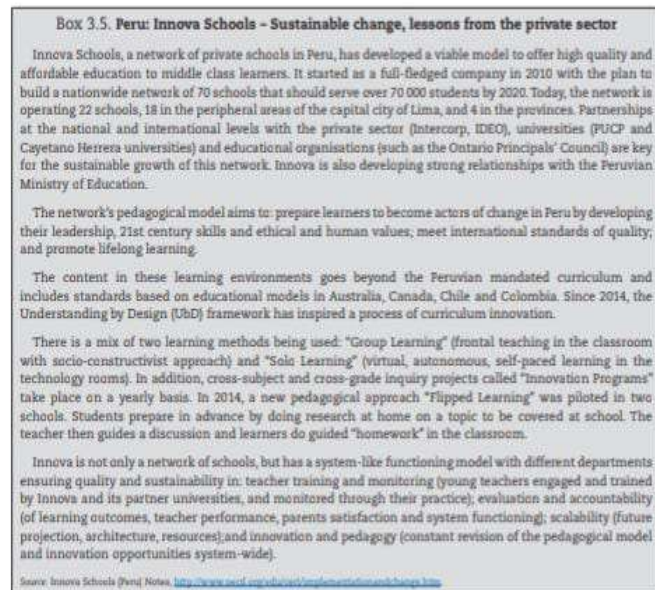 Box 3.5. Peru: Innova Schools – Sustainable change, lessons from the private sector
Innova Schools, a network of private schools in Peru, has developed a viable model to offer high quality and
affordable education to middle class learners. It started as a full-fledged company in 2010 with the plan to
build a nationwide network of 70 schools that should serve over 70 000 students by 2020. Today, the network is
operating 22 schools, 18 in the peripheral areas of the capital city of Lima, and 4 in the provinces. Partnerships
at the national and international levels with the private sector (Intercorp, IDEO), universities (PUCP and
Cayetano Herrera universities) and educational organisations (such as the Ontario Principals' Council) are key
for the sustainable growth of this network. Innova is also developing strong relationships with the Peruvian
Ministry of Education.
The network's pedagogical model aims to: prepare learners to become actors of change in Peru by developing
their leadership, 21st century skills and ethical and human values; meet international standards of quality;
and promote lifelong learning.
The content in these learning environments goes beyond the Peruvian mandated curriculum and
includes standards based on educational models in Australia, Canada, Chile and Colombia. Since 2014, the
Understanding by Design (UbD) framework has inspired a process of curriculum innovation.
There is a mix of two learning methods being used: "Group Learning" (frontal teaching in the classroom
with socio-constructivist approach) and "Solo Learning" (virtual, autonomous, self-paced learning in the
technology rooms). In addition, cross-subject and cross-grade inquiry projects called "Innovation Programs"
take place on a yearly basis. In 2014, a new pedagogical approach "Flipped Learning" was piloted in two
schools. Students prepare in advance by doing research at home on a topic to be covered at school. The
teacher then guides a discussion and learners do guided "homework" in the classroom.
Innova is not only a network of schools, but has a system-like functioning model with different departments
ensuring quality and sustainability in: teacher training and monitoring (young teachers engaged and trained
by Innova and its partner universities, and monitored through their practice); evaluation and accountability
(of learning outcomes, teacher performance, parents satisfaction and system functioning); scalability (future
projection, architecture, resources);and innovation and pedagogy (constant revision of the pedagogical model
and innovation opportunities system-wide).
Source: Innova Schools (Peru) Notes, http://www.oecd.org/edu/ceri/implementationandchange.htm.